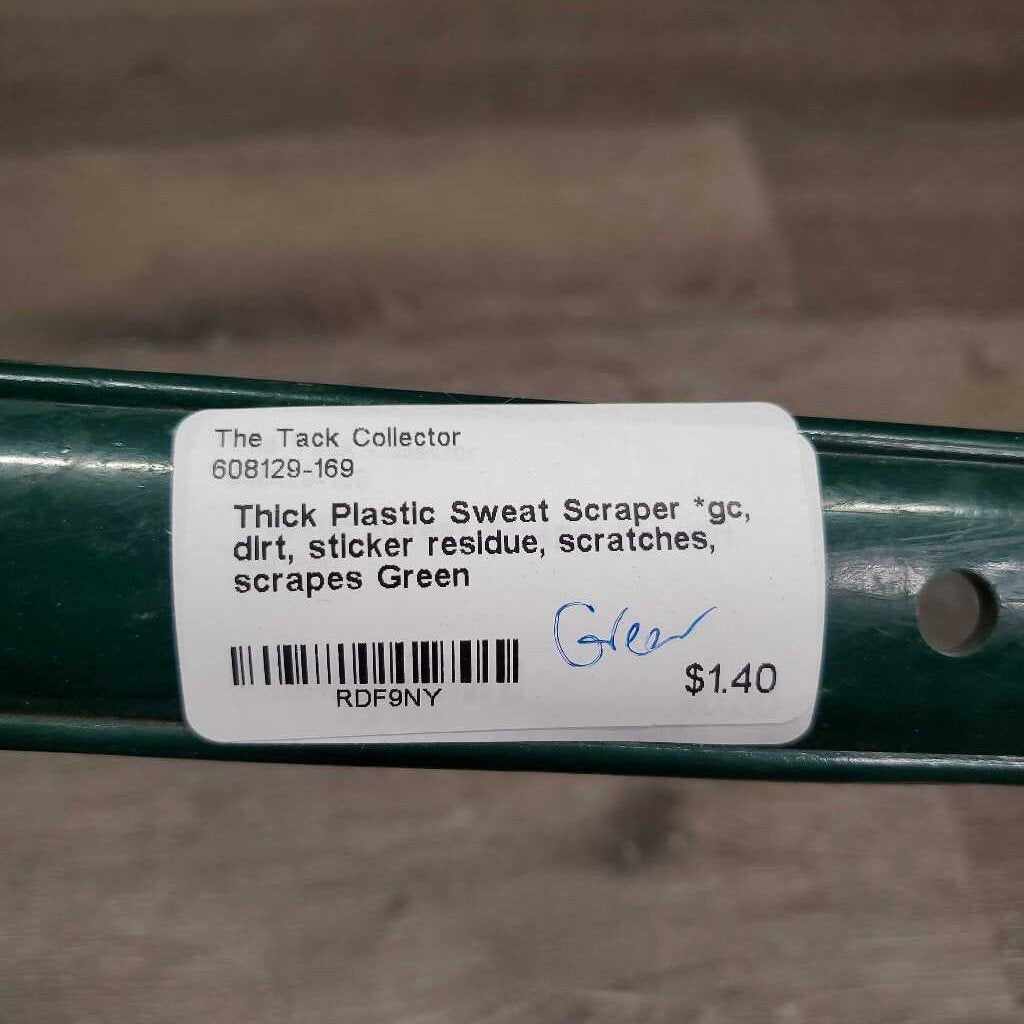 The Tack Collector
608129-169
Thick Plastic Sweat Scraper *gc,
dirt, sticker residue, scratches,
scrapes Green
Green
RDF9NY
$1.40